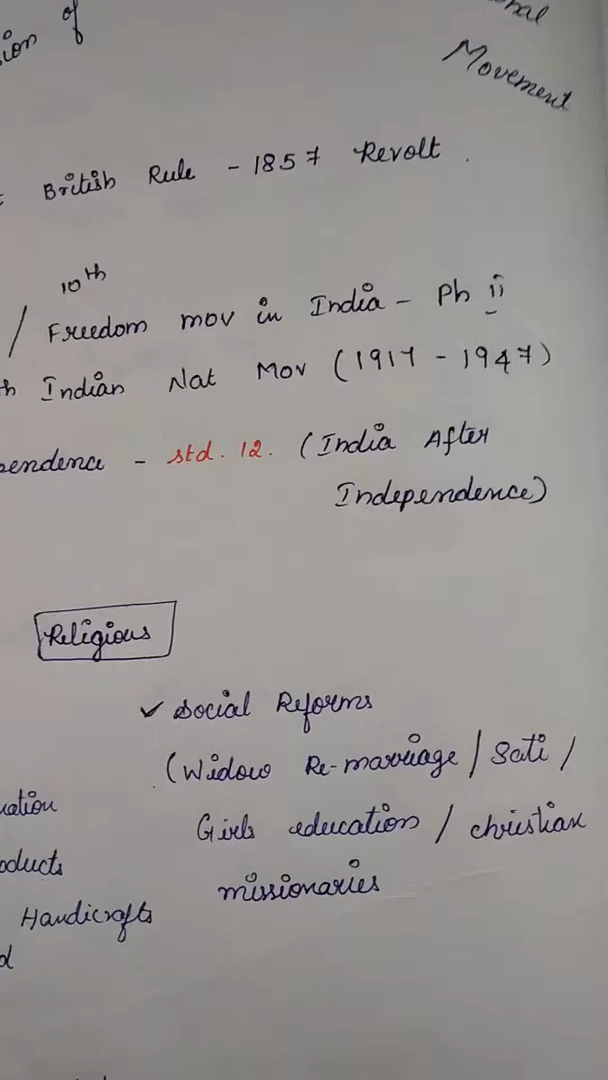 of
Movement
British Rule - 1857 Revolt.
10th
/ Freedom mov in India - Ph ii
Indian Nat Mov (1917 - 1947)
- std. 12. (India After
Independence)
Religious
✓ Social Reforms
(Widow Re-marriage / Sati /
Girls education / christian
missionaries
Handicrafts